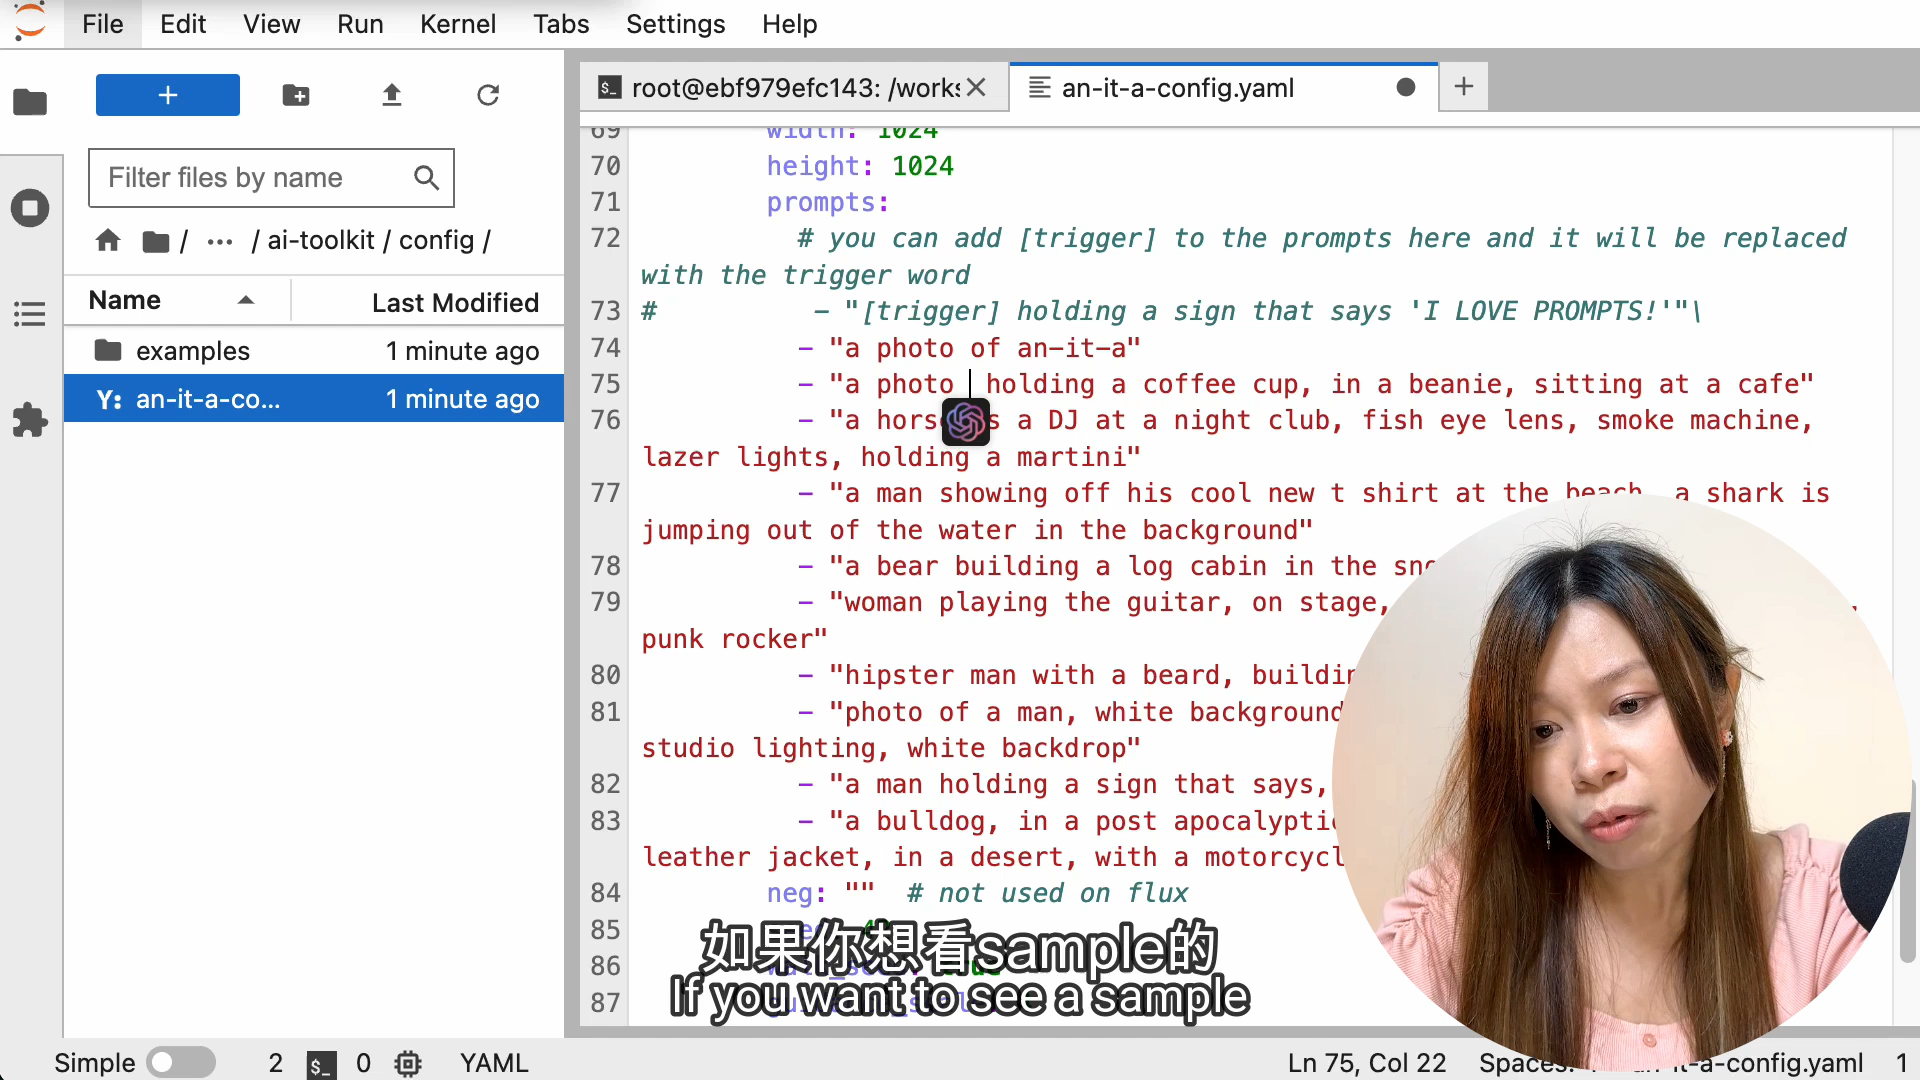 File Edit View Run Kernel Tabs Settings Help
root@ebf979efc143: /works
an-it-a-config.yaml
Filter files by name
/ ··· / ai-toolkit / config /
Name Last Modified
examples 1 minute ago
Y: an-it-a-co... 1 minute ago
69 width: 1024
70 height: 1024
71 prompts:
72 # you can add [trigger] to the prompts here and it will be replaced
with the trigger word
73 # - "[trigger] holding a sign that says 'I LOVE PROMPTS!'"\
74 - "a photo of an-it-a"
75 - "a photo holding a coffee cup, in a beanie, sitting at a cafe"
76 - "a hors s a DJ at a night club, fish eye lens, smoke machine,
lazer lights, holding a martini"
77 - "a man showing off his cool new t shirt at the beach, a shark is
jumping out of the water in the background"
78 - "a bear building a log cabin in the
79 - "woman playing the guitar, on stage,
punk rocker"
80 - "hipster man with a beard,
81 - "photo of a man, white background
studio lighting, white backdrop"
82 - "a man holding a sign that says,
83 - "a bulldog, in a post
leather jacket, in a desert, with a
84 neg: "" # not used on flux
85
86
87
如果你想看sample的
If you want to see a sample
Simple 2 $_ 0 YAML Ln 75, Col 22 Spaces: an-it-a-config.yaml 1